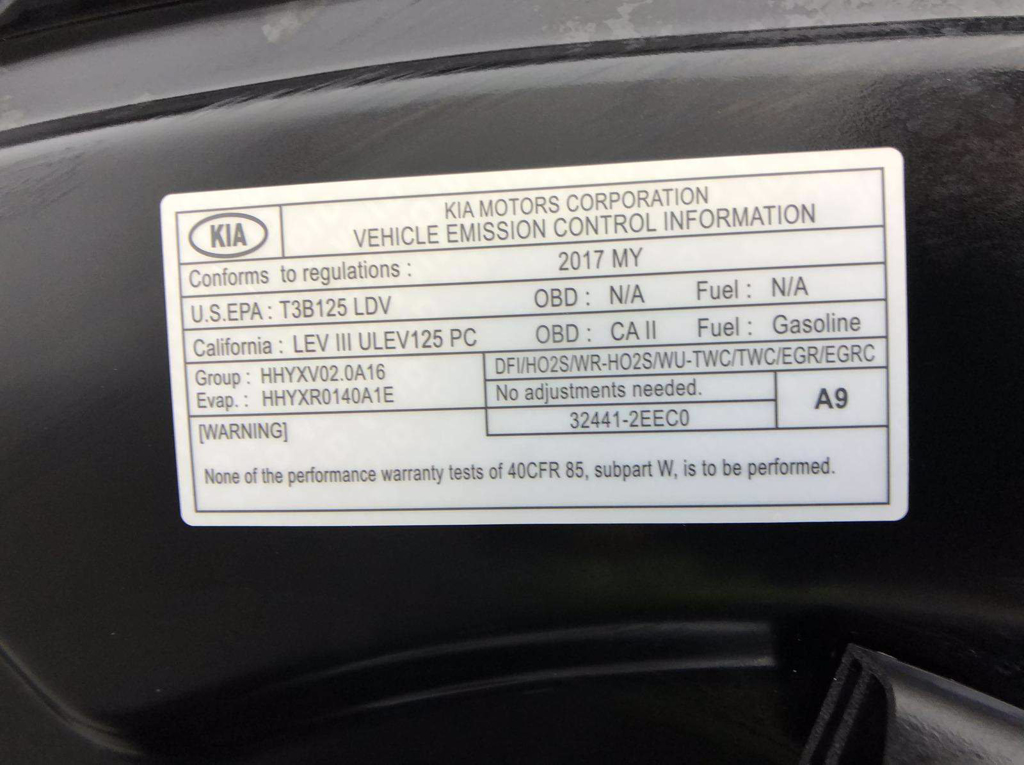 KIA
KIA MOTORS CORPORATION
VEHICLE EMISSION CONTROL INFORMATION
Conforms to regulations : 2017 MY
U.S.EPA : T3B125 LDV OBD : N/A Fuel : N/A
California : LEV III ULEV125 PC OBD : CA II Fuel : Gasoline
Group : HHYXV02.0A16
Evap. : HHYXR0140A1E
DFI/HO2S/WR-HO2S/WU-TWC/TWC/EGR/EGRC
No adjustments needed.
A9
32441-2EEC0
[WARNING]
None of the performance warranty tests of 40CFR 85, subpart W, is to be performed.